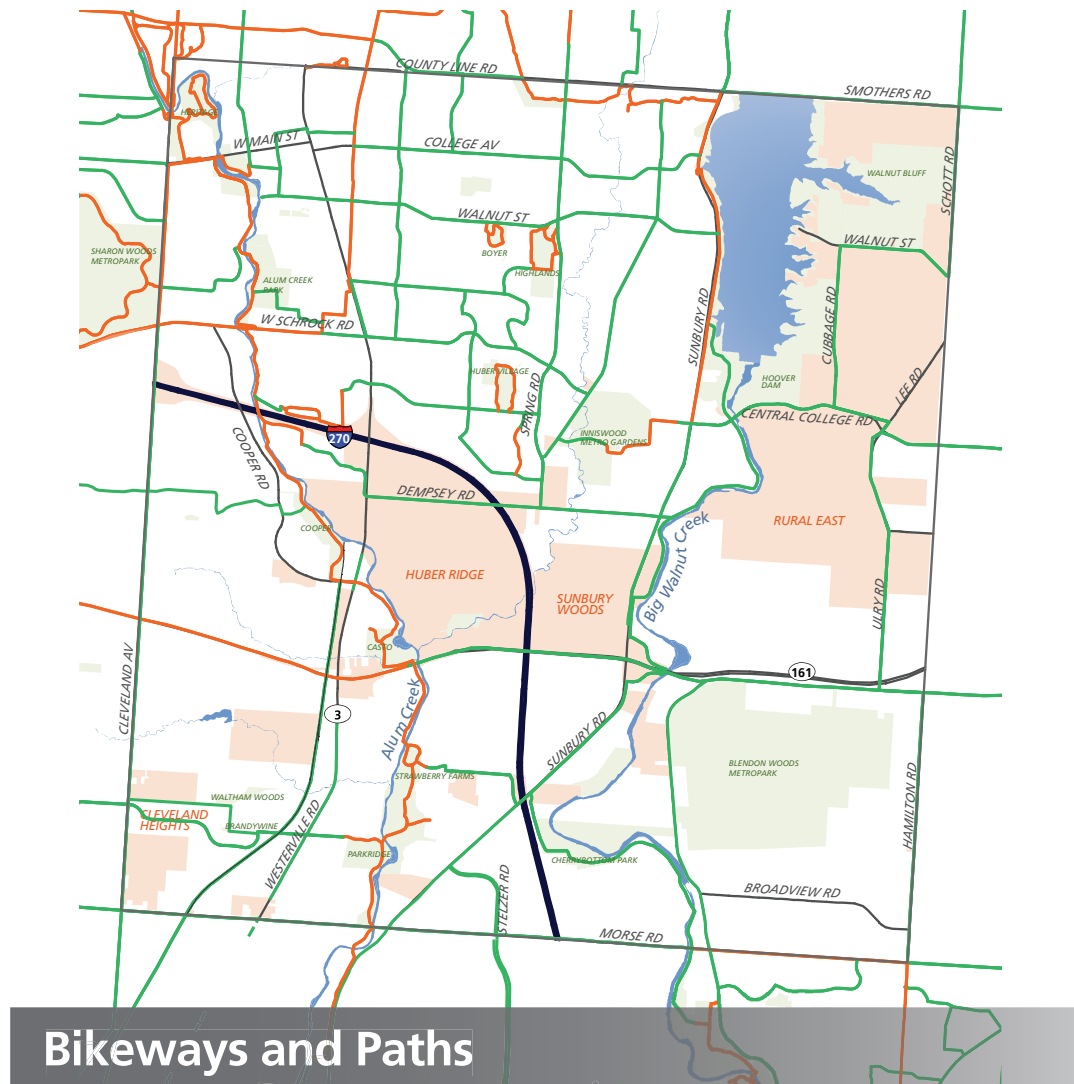 COUNTY LINE RD
SMOTHERS RD
HERITAGE
W MAIN ST
COLLEGE AV
SCHOTT RD
WALNUT BLUFF
WALNUT ST
WALNUT ST
BOYER
HIGHLANDS
SHARON WOODS
METROPARK
ALUM CREEK
PARK
W SCHROCK RD
SUNBURY RD
CUBBAGE RD
HUBER VILLAGE
SPRING RD
HOOVER
DAM
LEE RD
CENTRAL COLLEGE RD
270
INNISWOOD
METRO GARDENS
COOPER RD
DEMPSEY RD
COOPER
Big Walnut Creek
RURAL EAST
HUBER RIDGE
SUNBURY
WOODS
ULRY RD
CASTO
161
CLEVELAND AV
3
Alum Creek
SUNBURY RD
BLENDON WOODS
METROPARK
STRAWBERRY FARMS
HAMILTON RD
WALTHAM WOODS
CLEVELAND
HEIGHTS
BRANDYWINE
WESTERVILLE RD
PARKRIDGE
CHERRYBOTTOM PARK
STELZER RD
BROADVIEW RD
MORSE RD
Bikeways and Paths